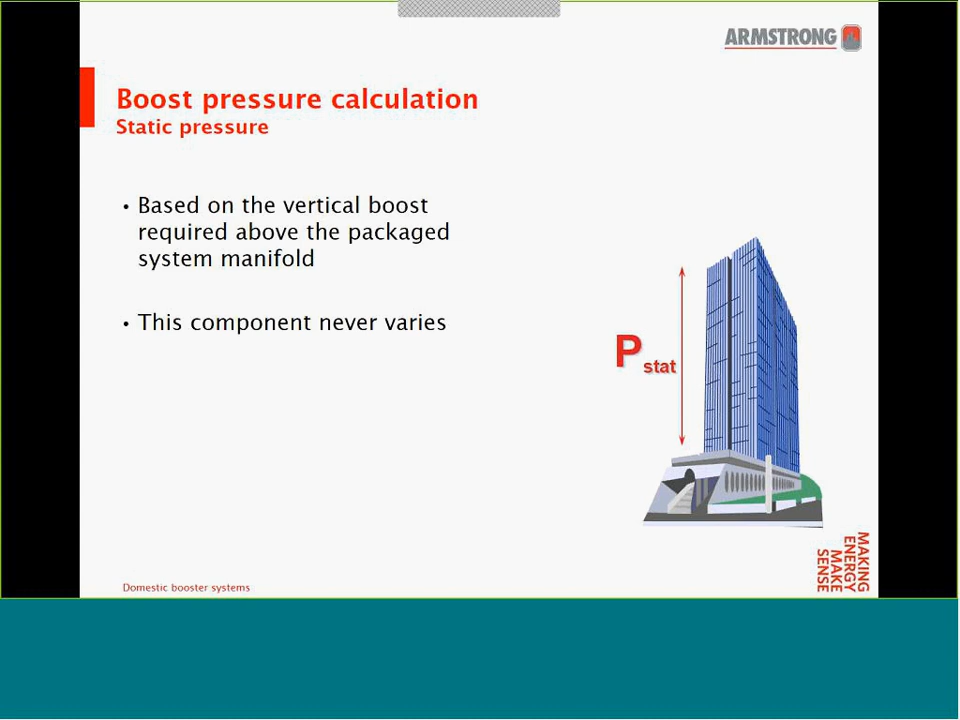 ARMSTRONG
Boost pressure calculation
Static pressure
• Based on the vertical boost
required above the packaged
system manifold
• This component never varies
P stat
MAKING
ENERGY
MAKE
SENSE
Domestic booster systems